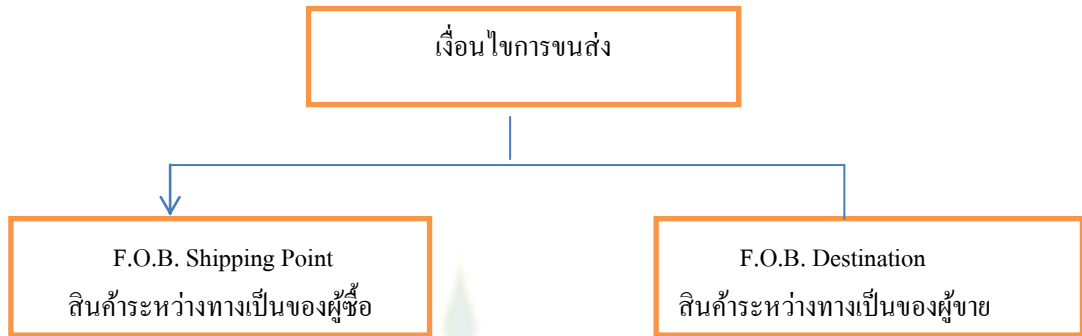 เงื่อนไขการขนส่ง
F.O.B. Shipping Point
สินค้าระหว่างทางเป็นของผู้ซื้อ
F.O.B. Destination
สินค้าระหว่างทางเป็นของผู้ขาย